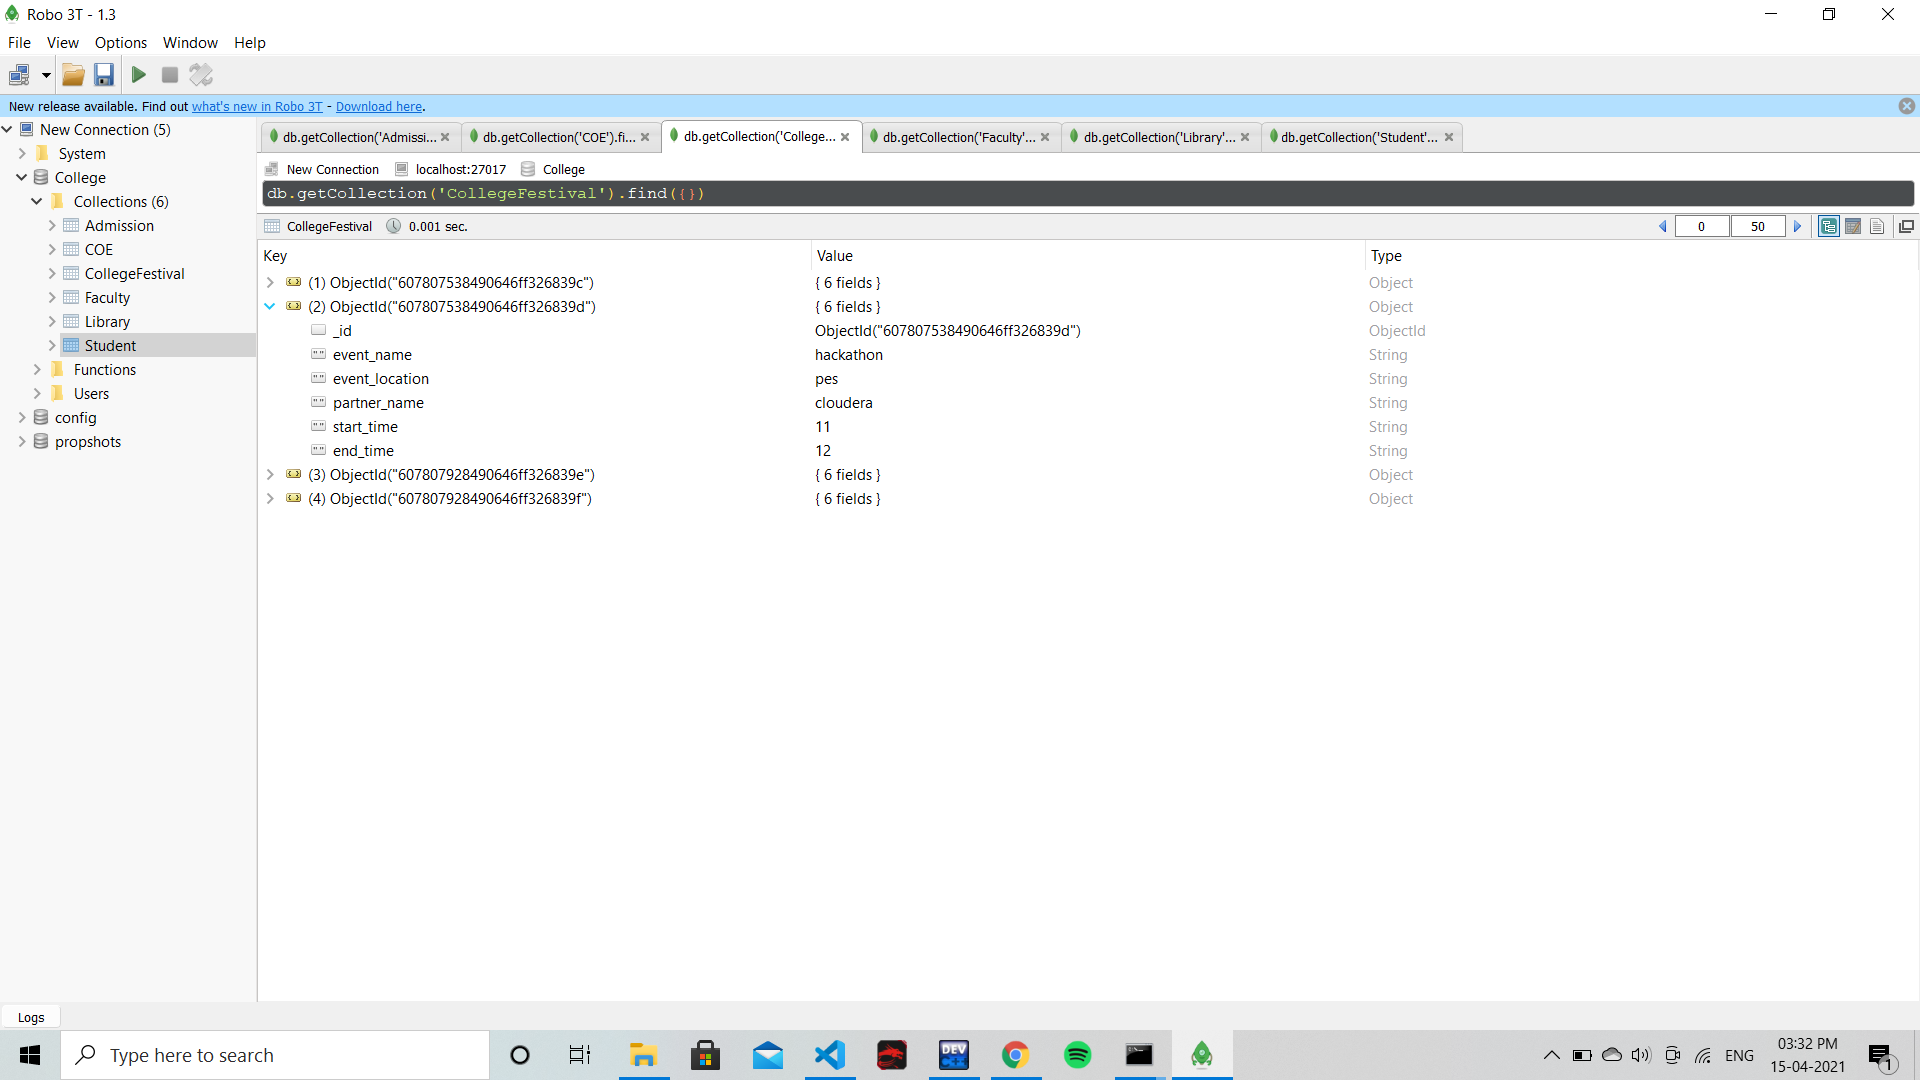 Robo 3T - 1.3
File View Options Window Help
New release available. Find out what's new in Robo 3T - Download here.
New Connection (5)
System
College
Collections (6)
Admission
COE
CollegeFestival
Faculty
Library
Student
Functions
Users
config
propshots
db.getCollection('Admissi... db.getCollection('COE').fi... db.getCollection('College... db.getCollection('Faculty'... db.getCollection('Library'... db.getCollection('Student'...
New Connection localhost:27017 College
db.getCollection('CollegeFestival').find({})
CollegeFestival 0.001 sec. 0 50
Key Value Type
(1) ObjectId("607807538490646ff326839c") { 6 fields } Object
(2) ObjectId("607807538490646ff326839d") { 6 fields } Object
_id ObjectId("607807538490646ff326839d") ObjectId
event_name hackathon String
event_location pes String
partner_name cloudera String
start_time 11 String
end_time 12 String
(3) ObjectId("607807928490646ff326839e") { 6 fields } Object
(4) ObjectId("607807928490646ff326839f") { 6 fields } Object
Logs
Type here to search
DEV C++
ENG
03:32 PM
15-04-2021
1